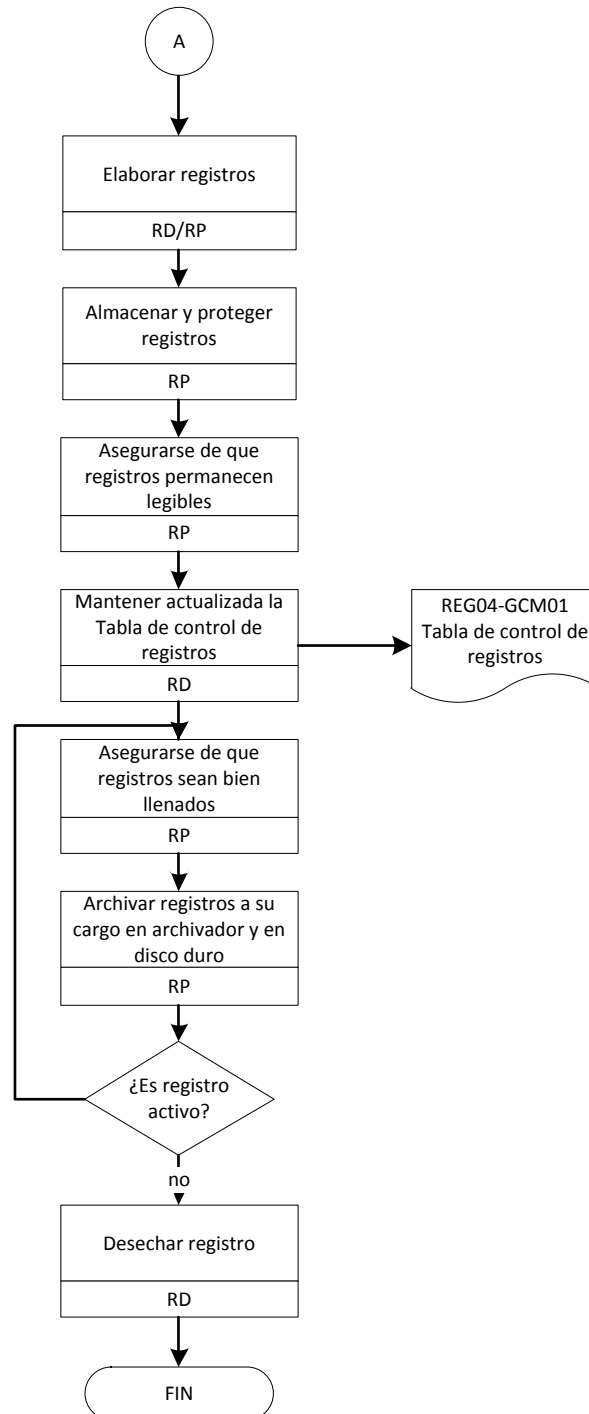 A
Elaborar registros
RD/RP
Almacenar y proteger
registros
RP
Asegurarse de que
registros permanecen
legibles
RP
Mantener actualizada la
Tabla de control de
registros
RD
REG04-GCM01
Tabla de control de
registros
Asegurarse de que
registros sean bien
llenados
RP
Archivar registros a su
cargo en archivador y en
disco duro
RP
¿Es registro
activo?
no
Desechar registro
RD
FIN